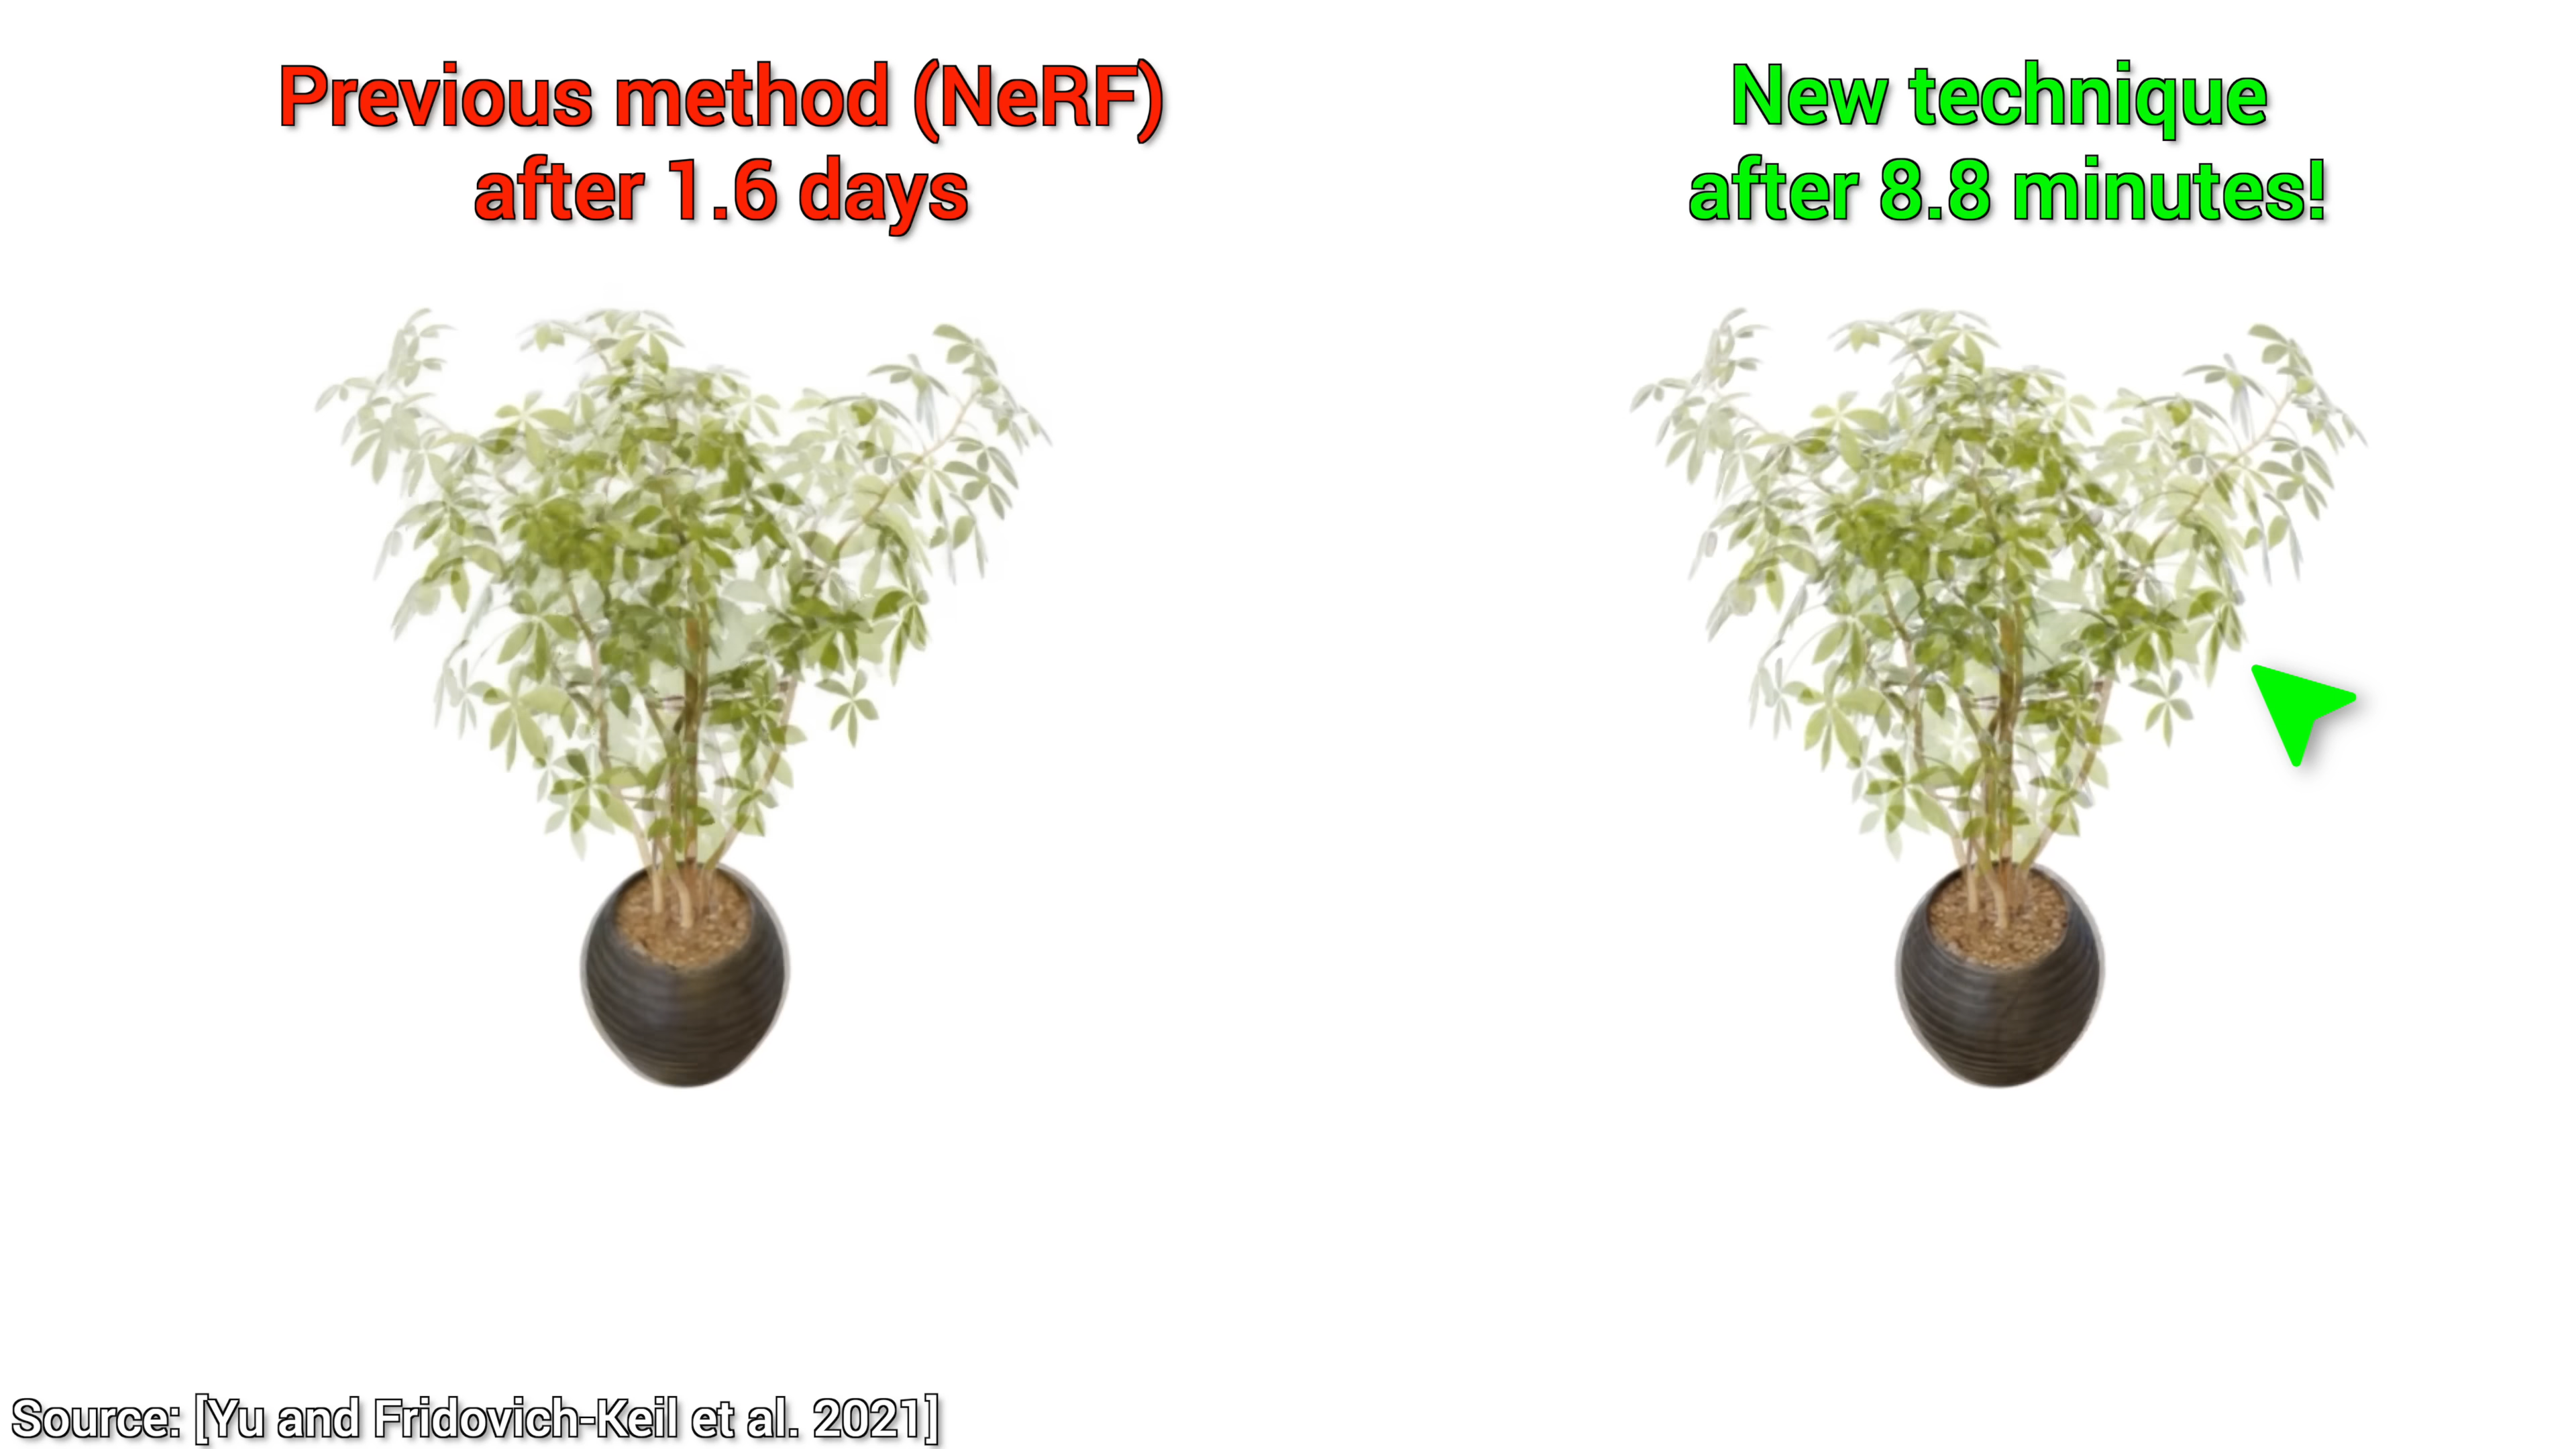 Previous method (NeRF)
after 1.6 days
New technique
after 8.8 minutes!
Source: [Yu and Fridovich-Keil et al. 2021]